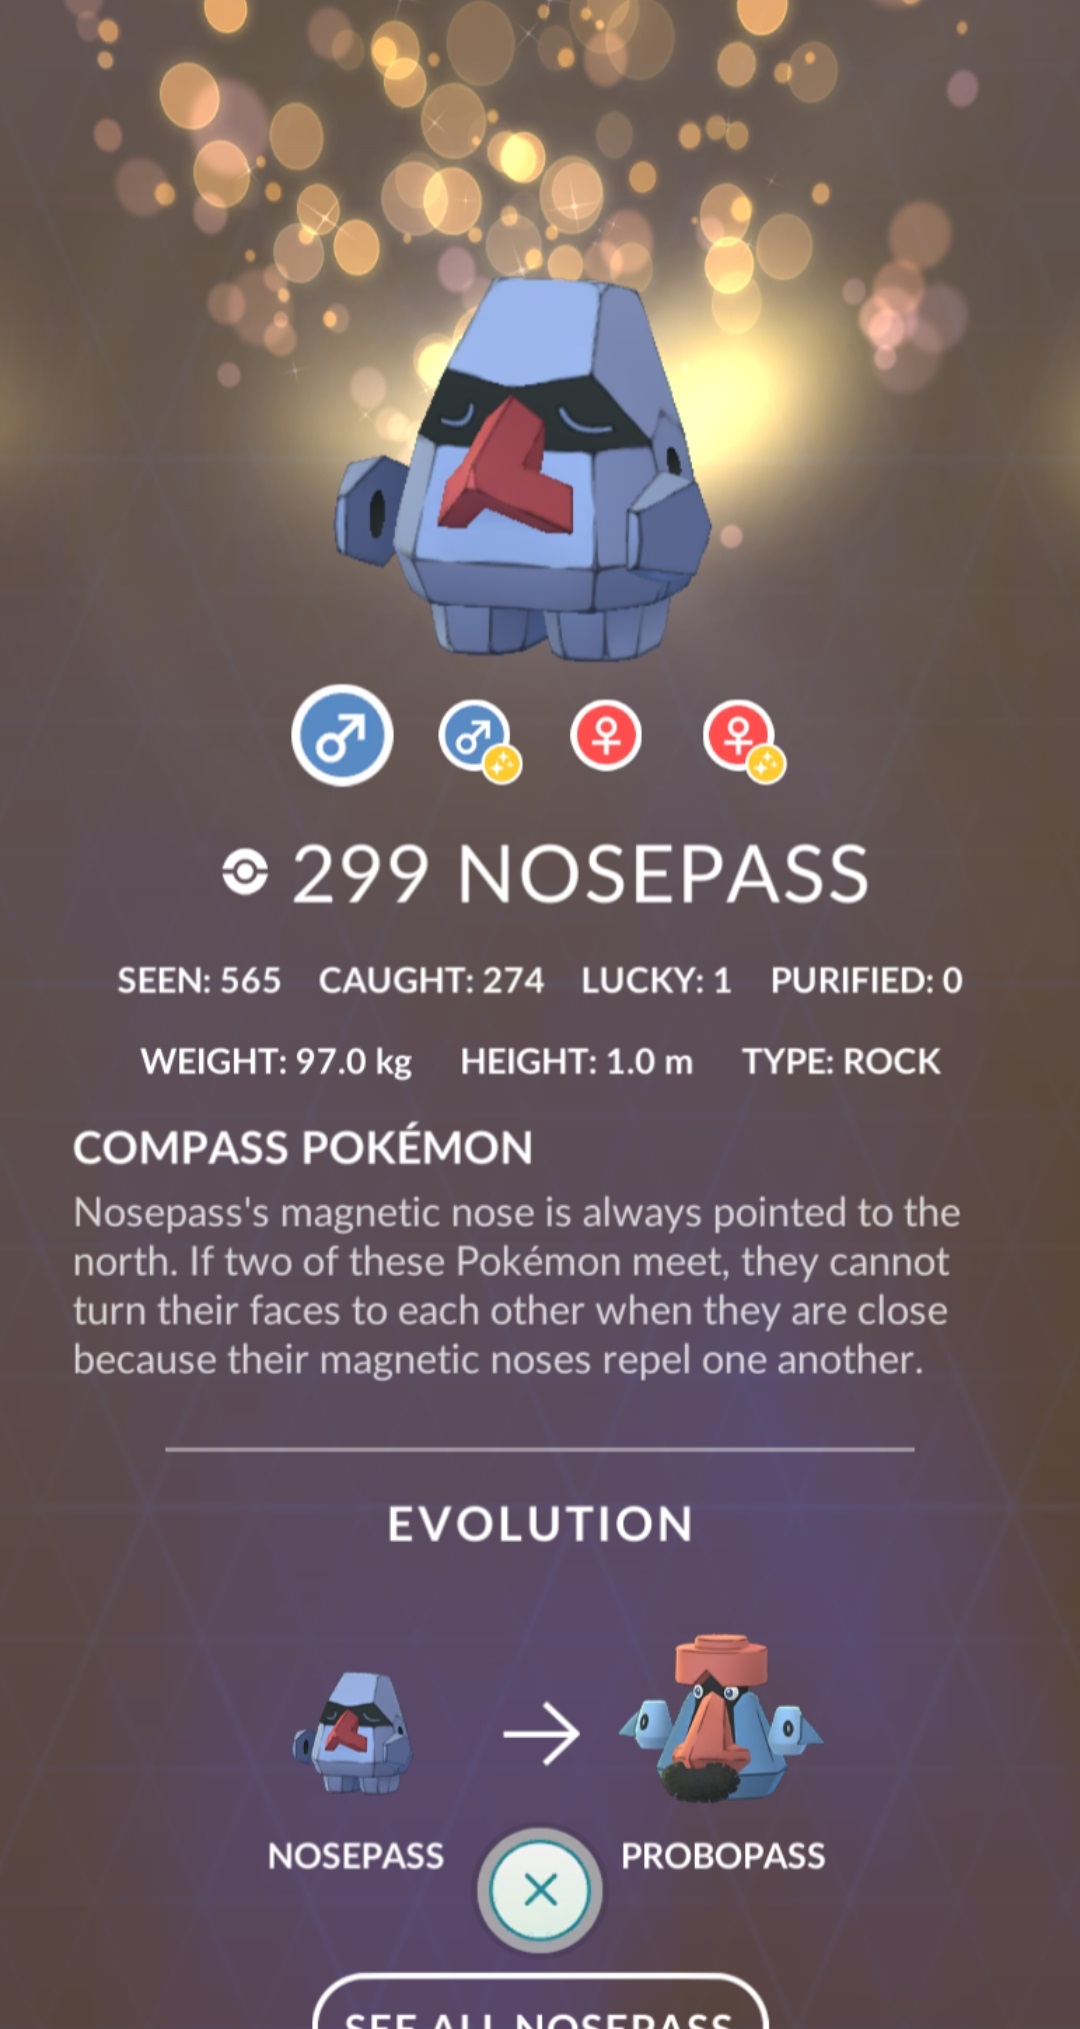 299 NOSEPASS
SEEN: 565 CAUGHT: 274 LUCKY: 1 PURIFIED: 0
WEIGHT: 97.0 kg HEIGHT: 1.0 m TYPE: ROCK
COMPASS POKÉMON
Nosepass's magnetic nose is always pointed to the
north. If two of these Pokémon meet, they cannot
turn their faces to each other when they are close
because their magnetic noses repel one another.
EVOLUTION
NOSEPASS PROBOPASS
SEE ALL NOSEPASS